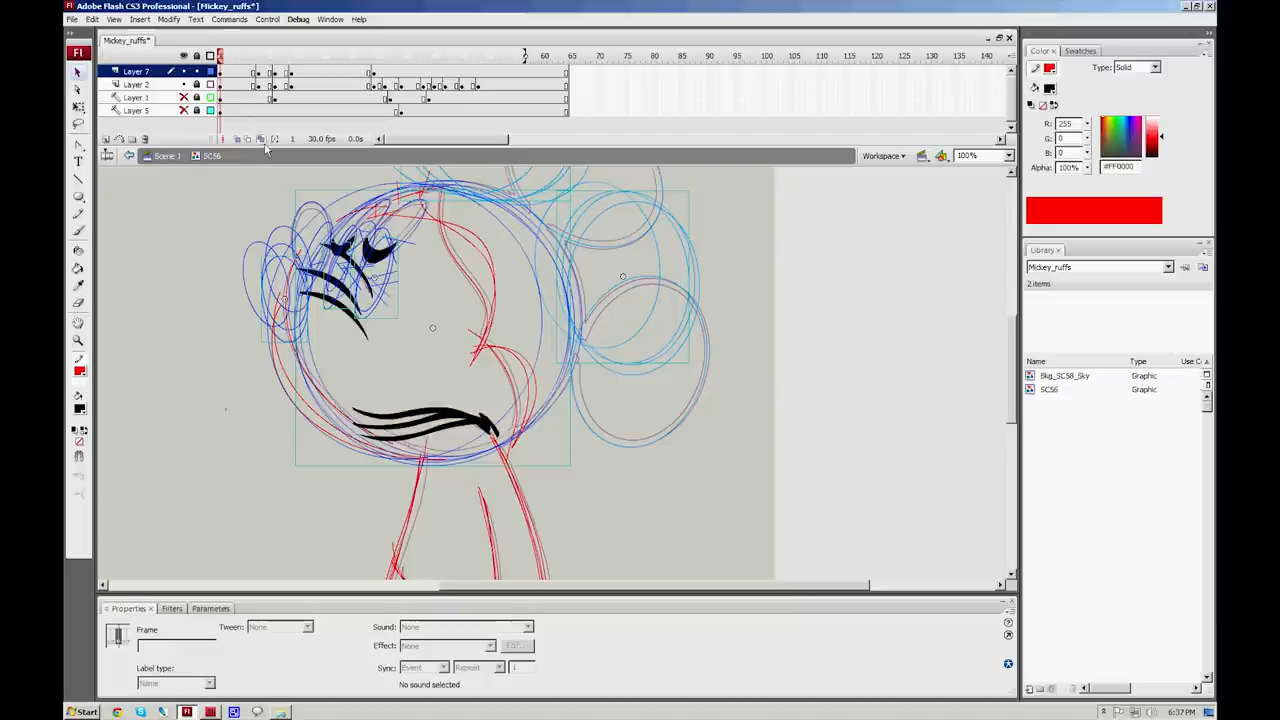 Adobe Flash CS3 Professional - [Mickey_ruffs*]
File Edit View Insert Modify Text Commands Control Debug Window Help
Mickey_ruffs*
60 65 70 75 80 85 90 95 100 105 110 115 120 125 130 135 140
Layer 7
Layer 2
Layer 1
Layer 5
1 30.0 fps 0.0s
Scene 1 SC56 Workspace 100%
Color Swatches
Type: Solid
R: 255
G: 0
B: 0
Alpha: 100% #FF0000
Library
Mickey_ruffs
2 items
Name Type Use C
Bkg_SC58_Sky Graphic
SC56 Graphic
Properties Filters Parameters
Frame Tween: None Sound: None
Effect: None Edit...
Label type: Sync: Event Repeat 1
Name No sound selected
Start 6:37 PM